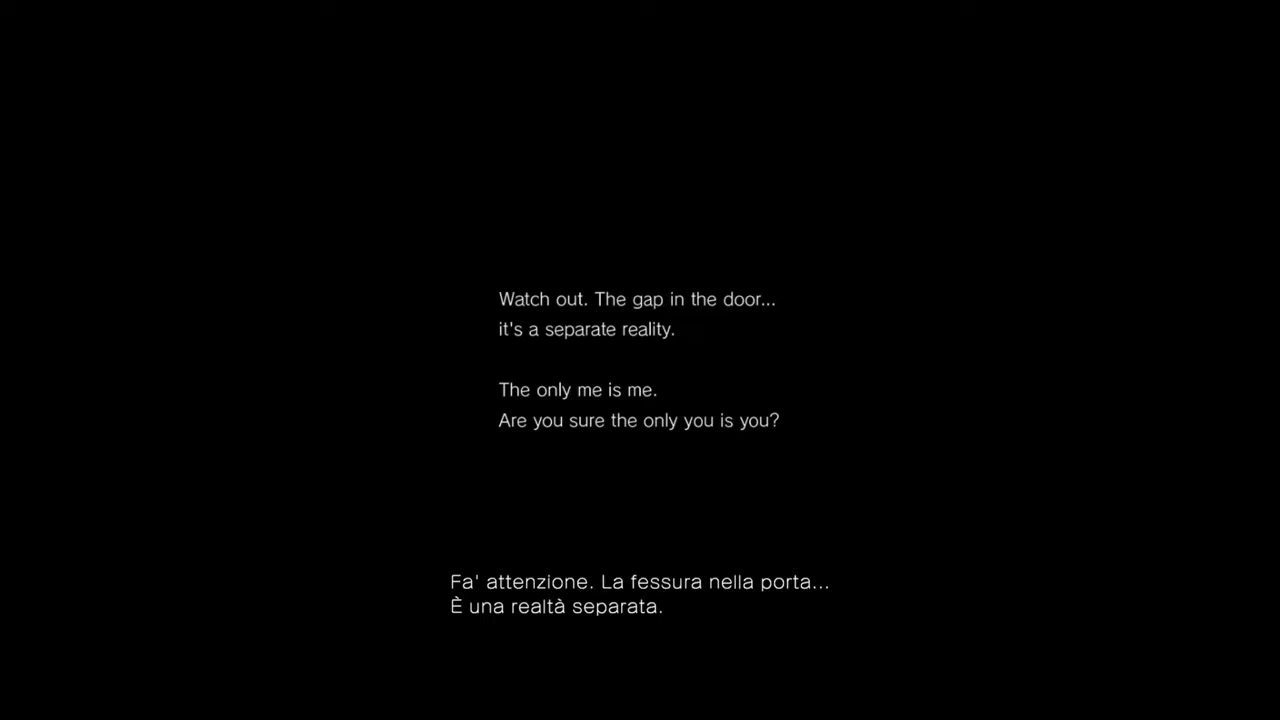 Watch out. The gap in the door...
it's a separate reality.
The only me is me.
Are you sure the only you is you?
Fa' attenzione. La fessura nella porta...
È una realtà separata.